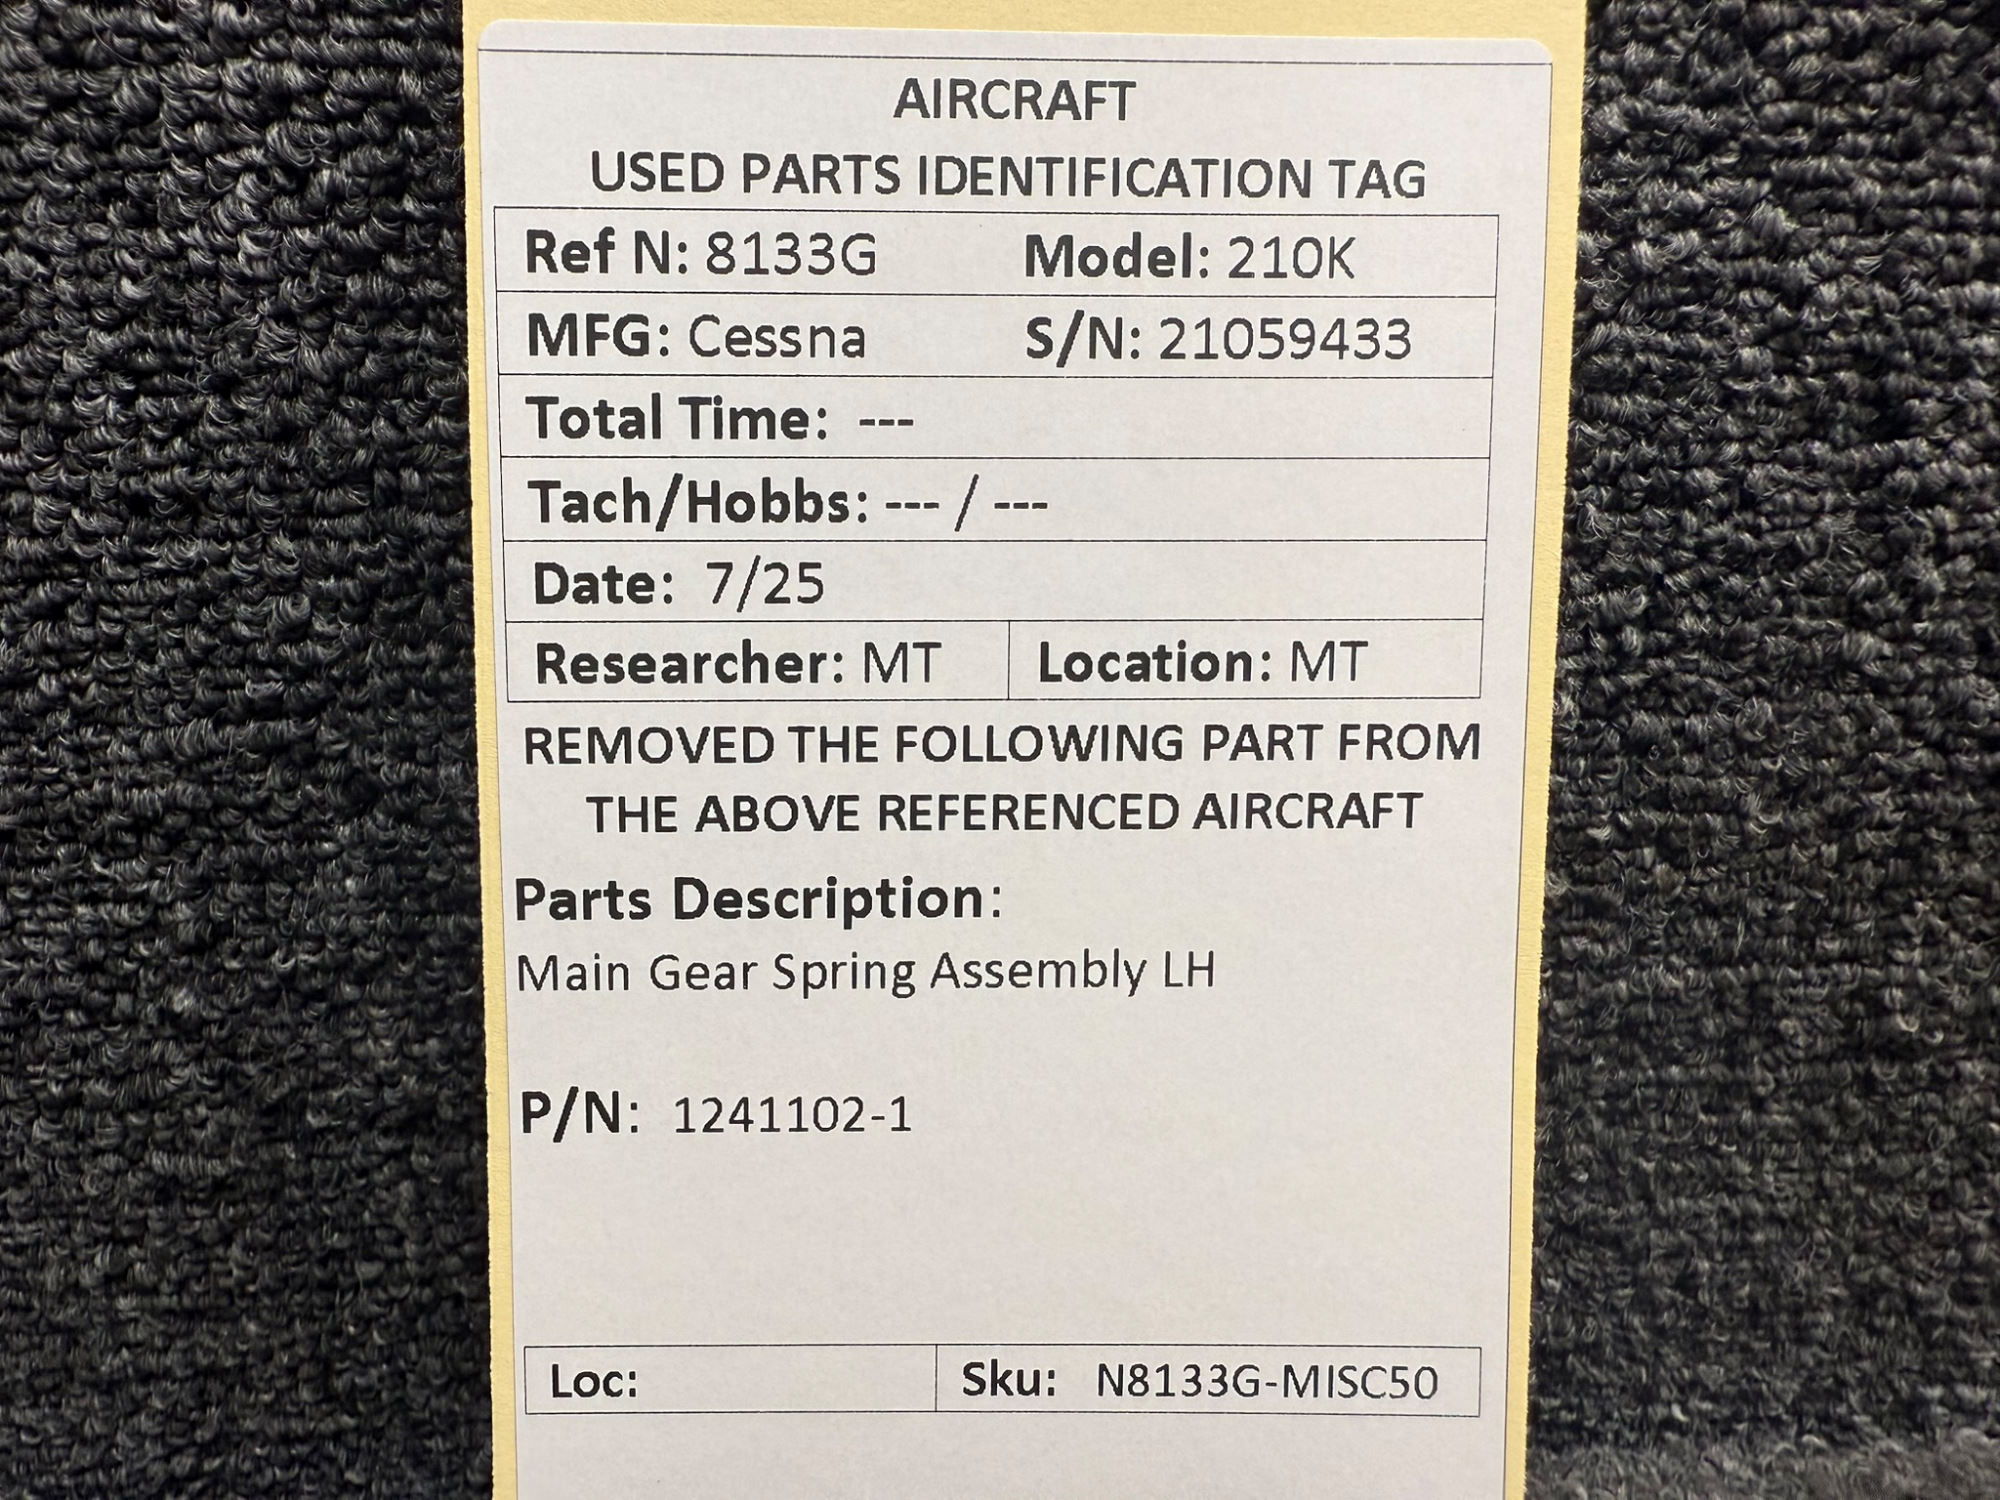 AIRCRAFT
USED PARTS IDENTIFICATION TAG
Ref N: 8133G Model: 210K
MFG: Cessna S/N: 21059433
Total Time: ---
Tach/Hobbs: --- / ---
Date: 7/25
Researcher: MT Location: MT
REMOVED THE FOLLOWING PART FROM
THE ABOVE REFERENCED AIRCRAFT
Parts Description:
Main Gear Spring Assembly LH
P/N: 1241102-1
Loc: Sku: N8133G-MISC50